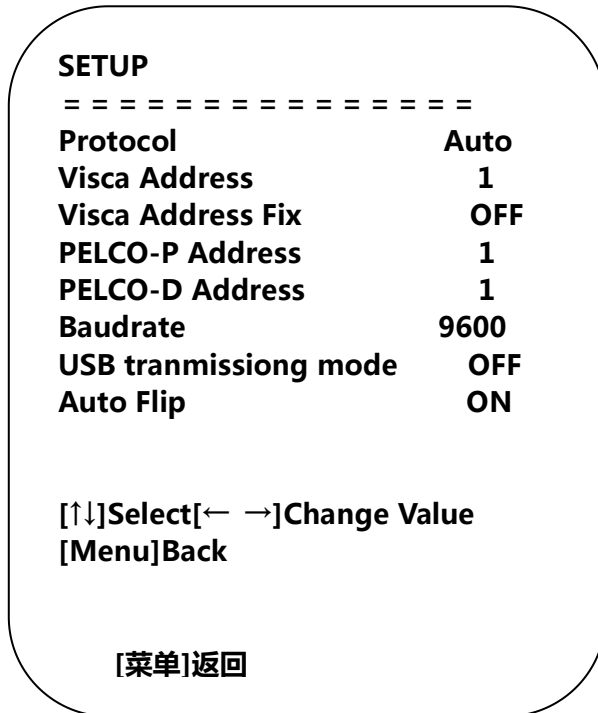 SETUP
= = = = = = = = = = = = = = =
Protocol Auto
Visca Address 1
Visca Address Fix OFF
PELCO-P Address 1
PELCO-D Address 1
Baudrate 9600
USB tranmissiong mode OFF
Auto Flip ON
[↑↓]Select[← →]Change Value
[Menu]Back
[菜单]返回